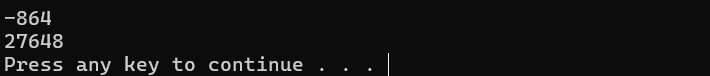 -864
27648
Press any key to continue . . .